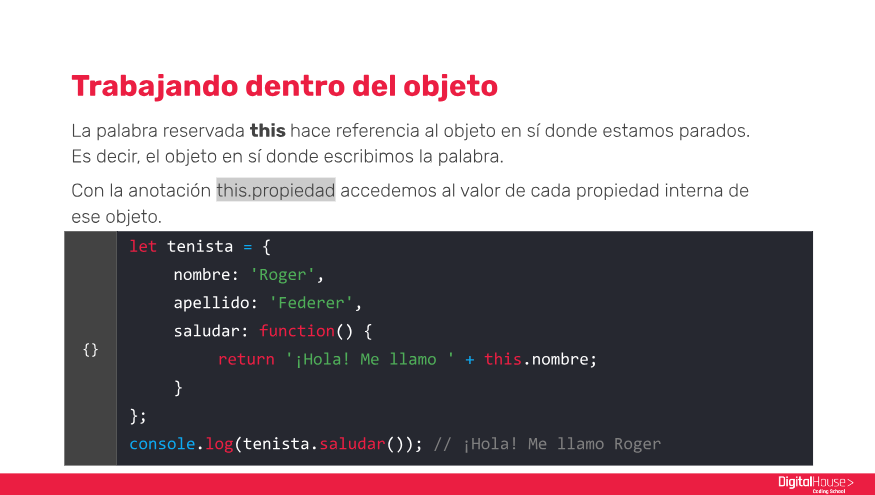 Trabajando dentro del objeto
La palabra reservada this hace referencia al objeto en sí donde estamos parados.
Es decir, el objeto en sí donde escribimos la palabra.
Con la anotación this.propiedad accedemos al valor de cada propiedad interna de
ese objeto.
let tenista = {
nombre: 'Roger',
apellido: 'Federer',
saludar: function() {
{}
return '¡Hola! Me llamo ' + this.nombre;
}
};
console.log(tenista.saludar()); // ¡Hola! Me llamo Roger
DigitalHouse>
Coding School